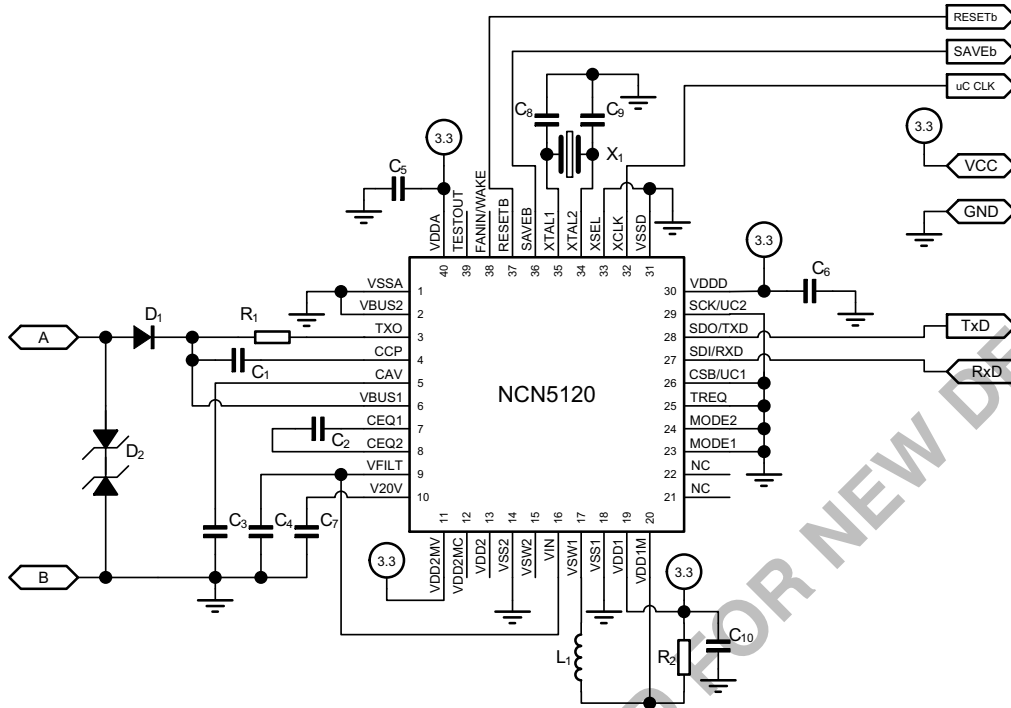 RESETb
SAVEb
uC CLK
C8
C9
3.3
3.3
X1
VCC
C5
GND
VDDA
TESTOUT
FANIN/WAKE
RESETB
SAVEB
XTAL1
XTAL2
XSEL
XCLK
VSSD
3.3
40
39
38
37
36
35
34
33
32
31
C6
VSSA
1
30
VDDD
VBUS2
2
29
SCK/UC2
D1
R1
TXO
3
28
SDO/TXD
TxD
A
CCP
4
27
SDI/RXD
RxD
C1
CAV
5
26
CSB/UC1
NCN5120
VBUS1
6
25
TREQ
CEQ1
7
24
MODE2
C2
D2
CEQ2
8
23
MODE1
VFILT
9
22
NC
V20V
10
21
NC
11
12
13
14
15
16
17
18
19
20
C3
C4
C7
VDD2MV
VDD2MC
VDD2
VSS2
VSW2
VIN
VSW1
VSS1
VDD1
VDD1M
3.3
3.3
B
C10
L1
R2
D FOR NEW DE